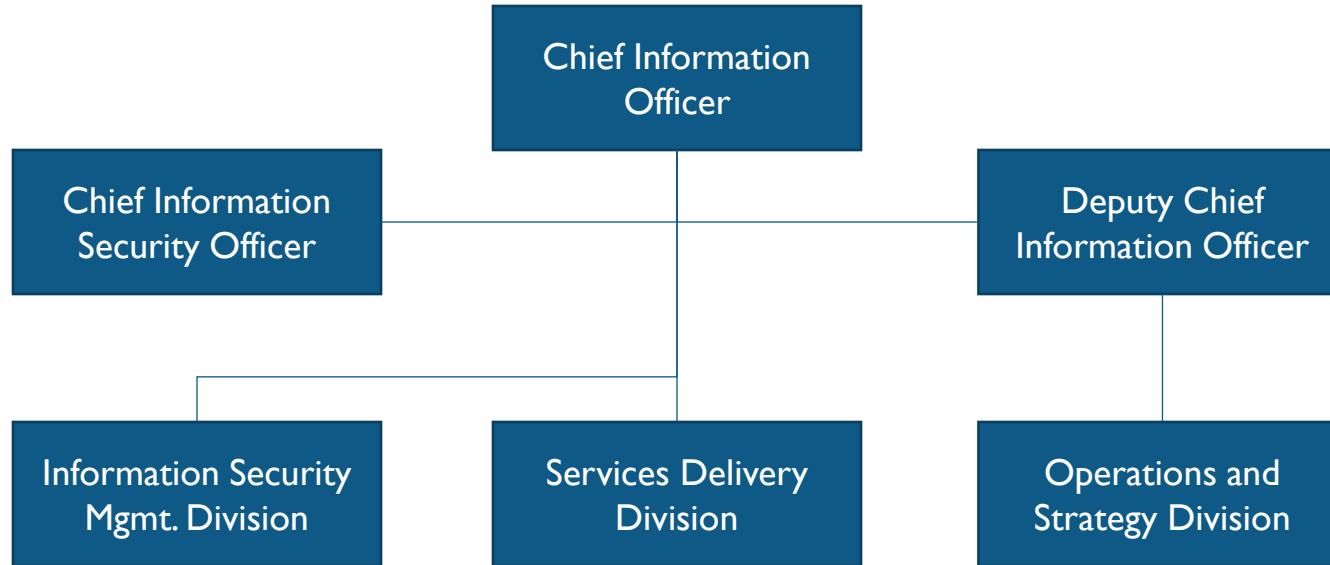 Chief Information
Officer
Chief Information
Security Officer
Deputy Chief
Information Officer
Information Security
Mgmt. Division
Services Delivery
Division
Operations and
Strategy Division